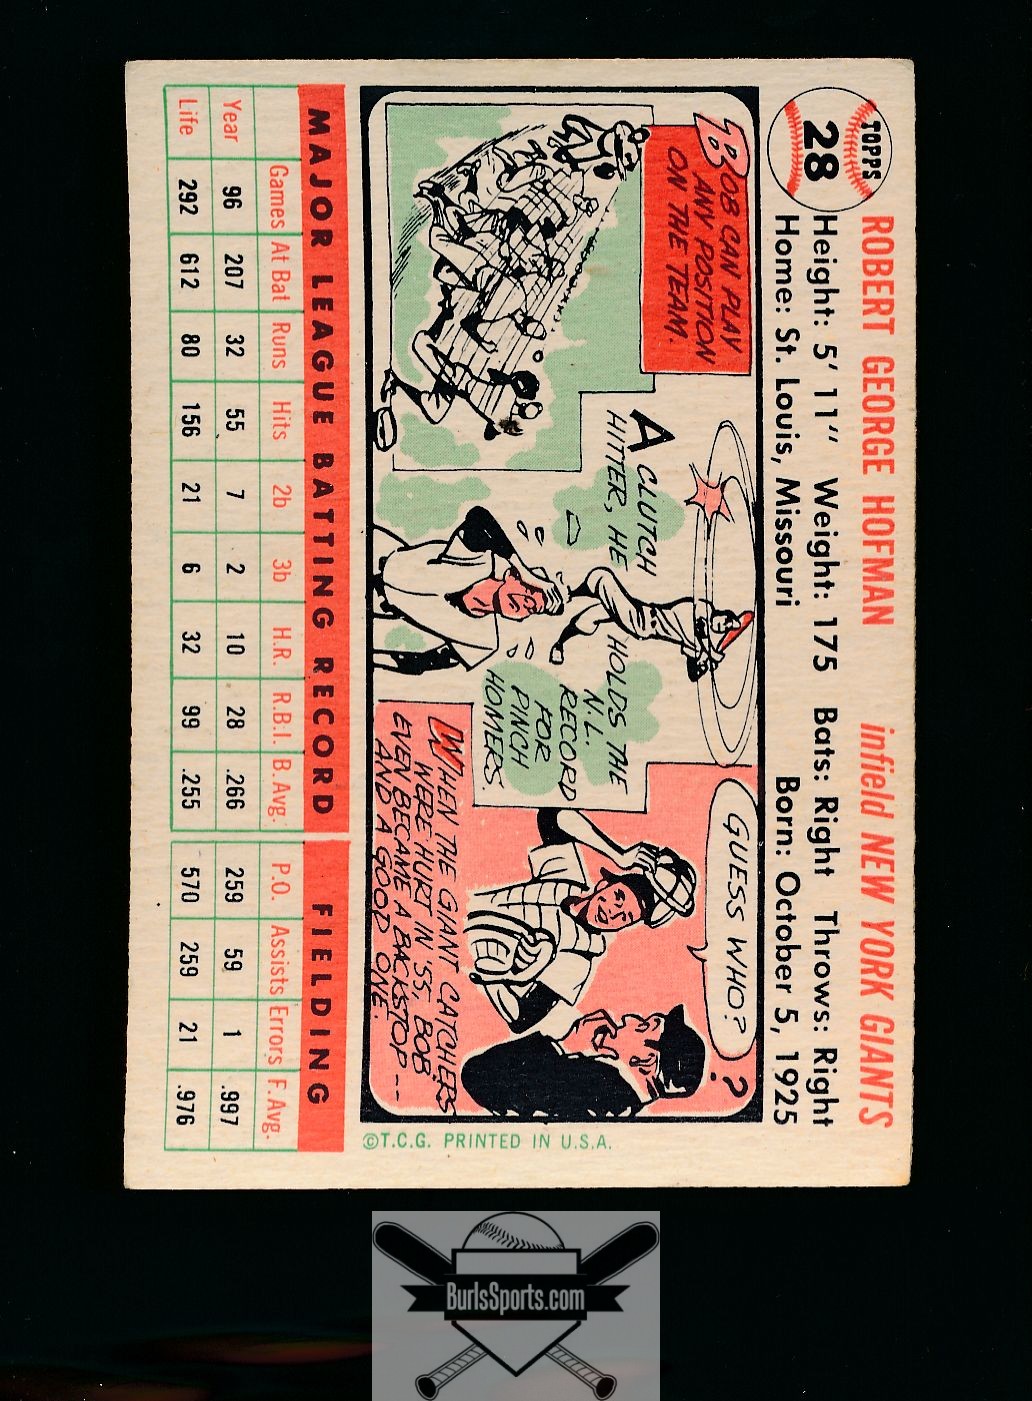 TOPPS
28
ROBERT GEORGE HOFMAN infield NEW YORK GIANTS
Height: 5' 11" Weight: 175 Bats: Right Throws: Right
Home: St. Louis, Missouri Born: October 5, 1925
BOB CAN PLAY
ANY POSITION
ON THE TEAM.
A CLUTCH
HITTER, HE
HOLDS THE
N.L.
RECORD
FOR
PINCH
HOMERS.
GUESS WHO?
?
WHEN THE GIANT CATCHERS
WERE HURT IN '55, BOB
EVEN BECAME A BACKSTOP--
AND A GOOD ONE.
©T.C.G. PRINTED IN U.S.A.
MAJOR LEAGUE BATTING RECORD FIELDING
Games At Bat Runs Hits 2b 3b H.R. R.B.I. B.Avg. P.O. Assists Errors F.Avg.
Year 96 207 32 55 7 2 10 28 .266 259 59 1 .997
Life 292 612 80 156 21 6 32 99 .255 570 259 21 .976
BurlsSports.com